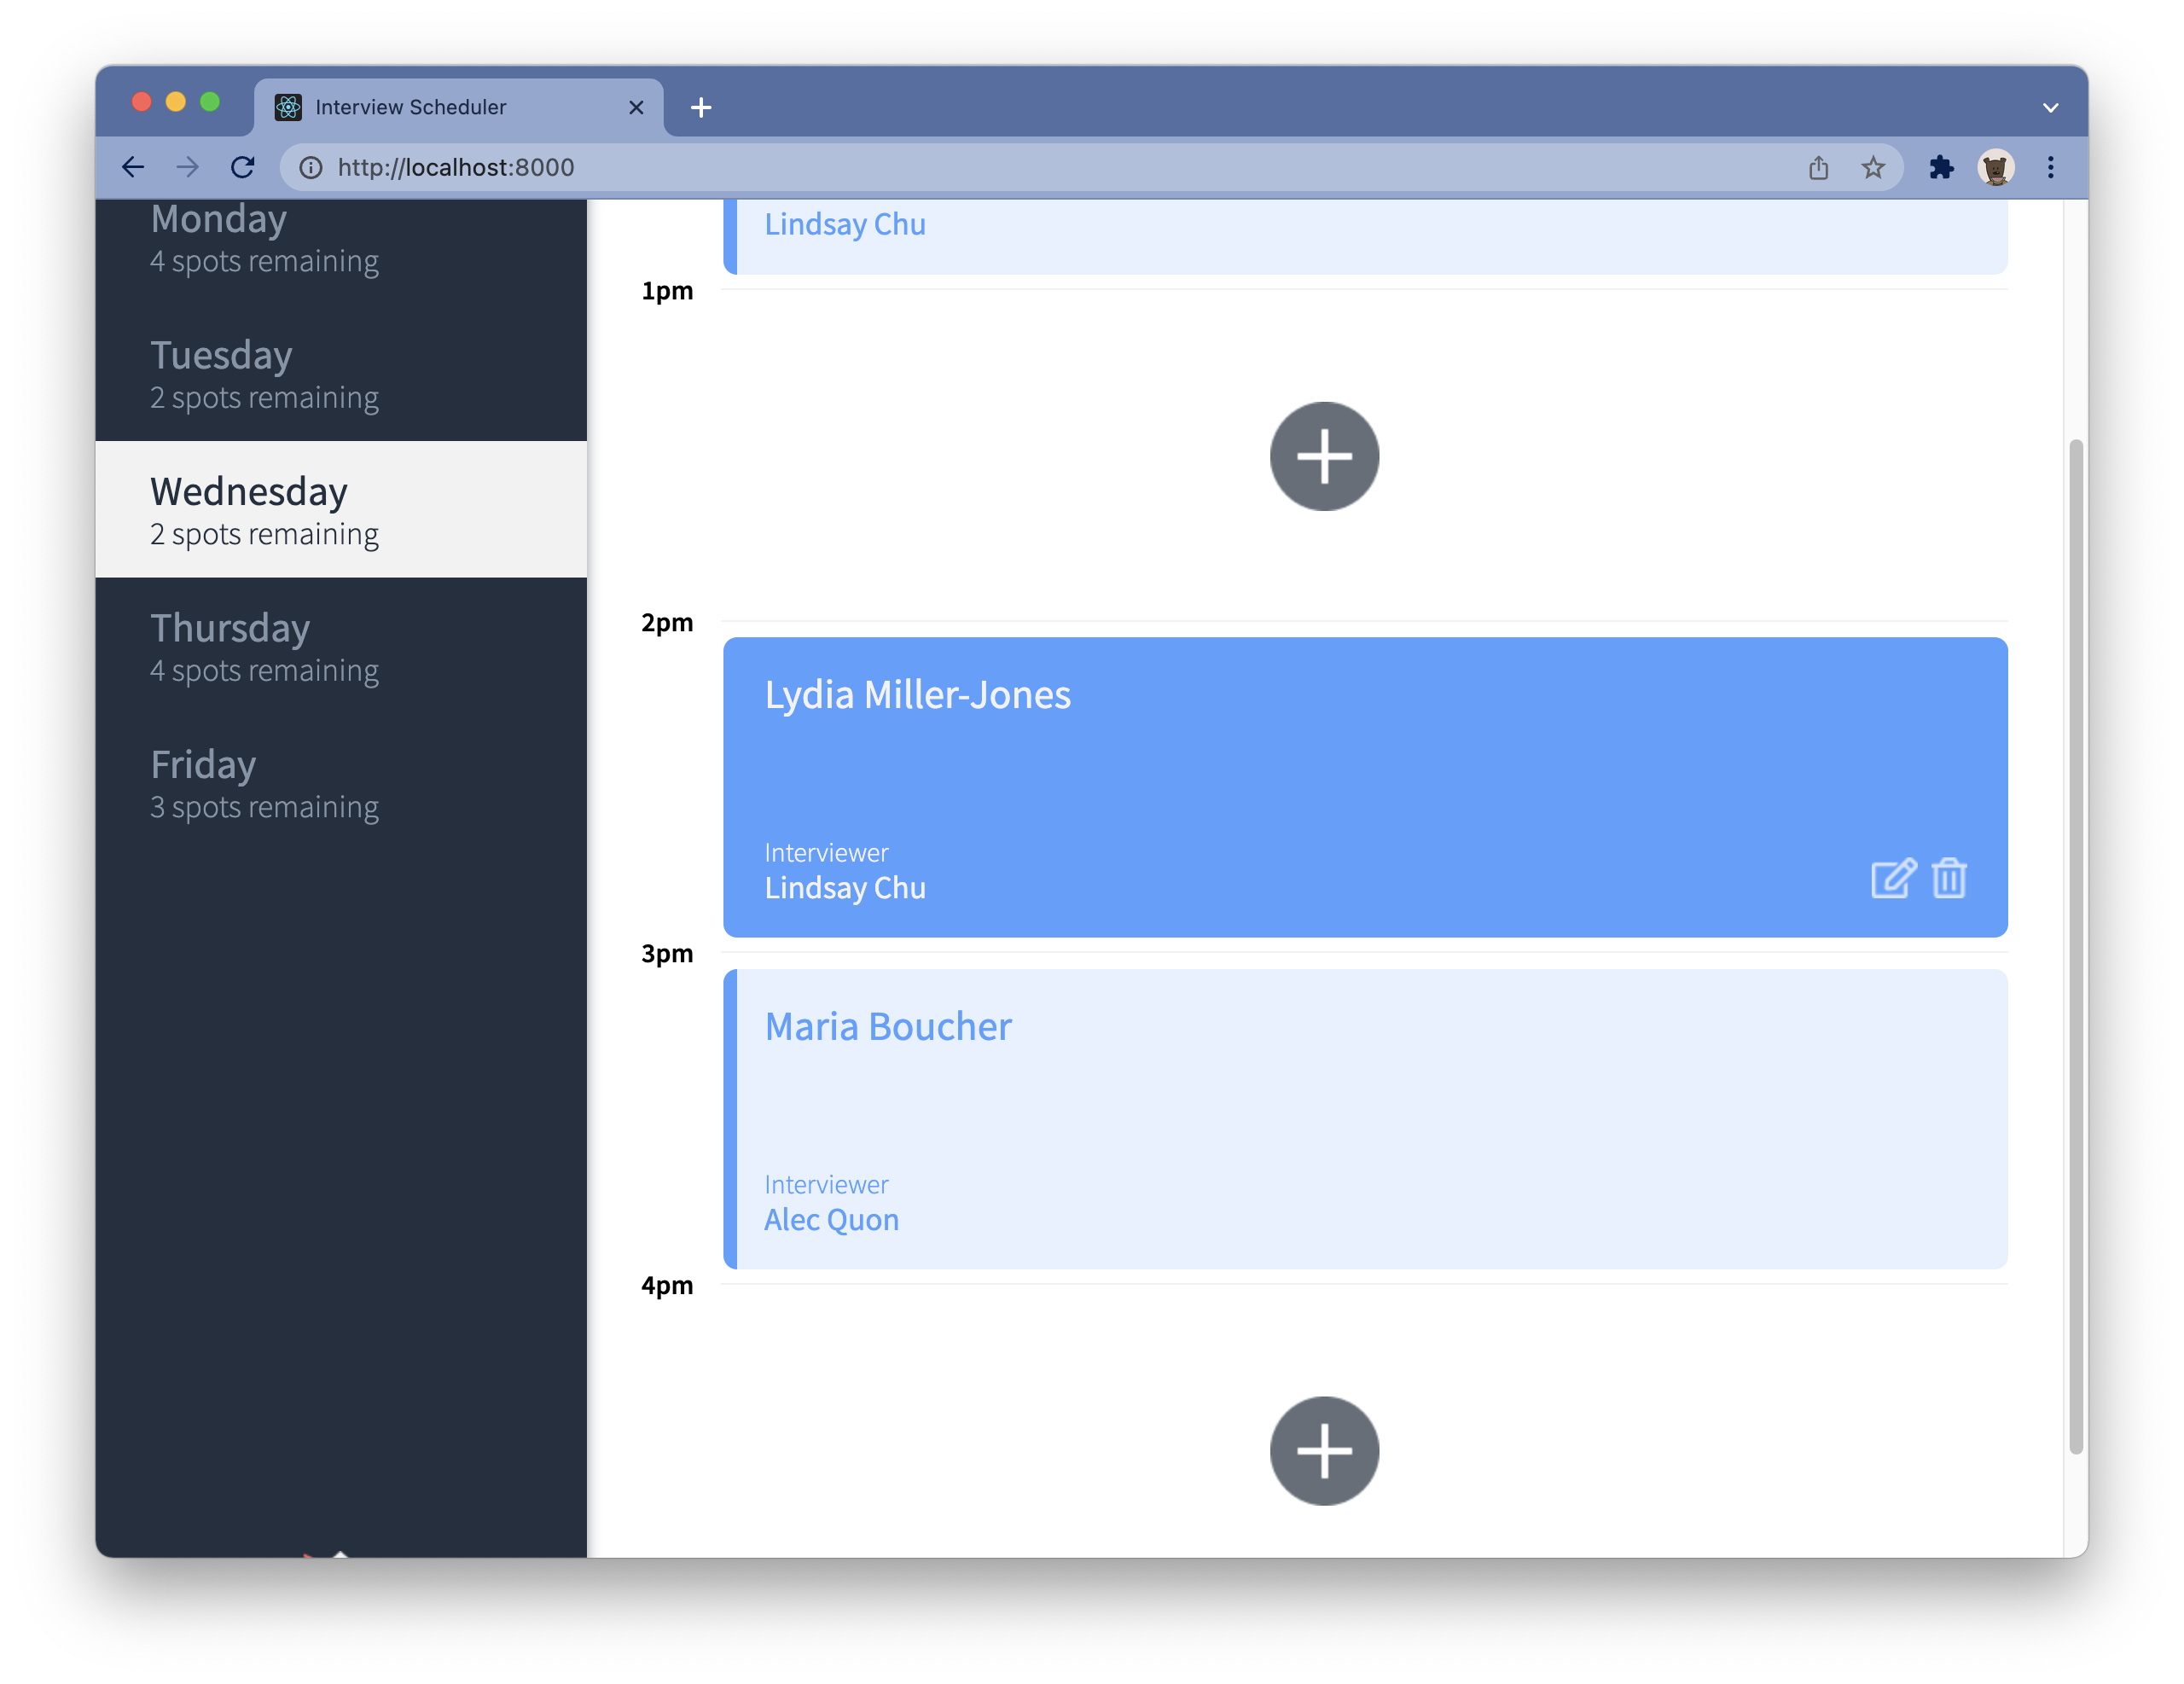 Interview Scheduler
http://localhost:8000
Monday
4 spots remaining
Tuesday
2 spots remaining
Wednesday
2 spots remaining
Thursday
4 spots remaining
Friday
3 spots remaining
Lindsay Chu
1pm
2pm
Lydia Miller-Jones
Interviewer
Lindsay Chu
3pm
Maria Boucher
Interviewer
Alec Quon
4pm